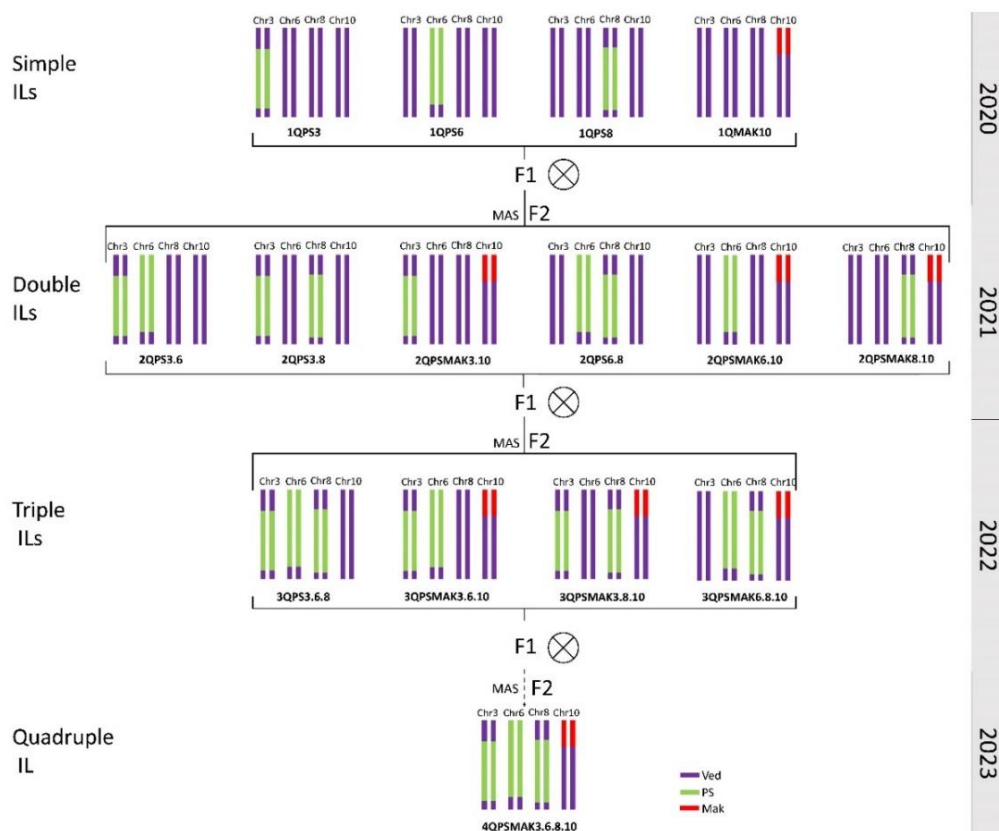 Chr3 Chr6 Chr8 Chr10
Chr3 Chr6 Chr8 Chr10
Chr3 Chr6 Chr8 Chr10
Chr3 Chr6 Chr8 Chr10
Simple
ILs
1QPS3
1QPS6
1QPS8
1QMAK10
2020
F1
MAS F2
Chr3 Chr6 Chr8 Chr10
Chr3 Chr6 Chr8 Chr10
Chr3 Chr6 Chr8 Chr10
Chr3 Chr6 Chr8 Chr10
Chr3 Chr6 Chr8 Chr10
Chr3 Chr6 Chr8 Chr10
Double
ILs
2QPS3.6
2QPS3.8
2QPSMAK3.10
2QPS6.8
2QPSMAK6.10
2QPSMAK8.10
2021
F1
MAS F2
Chr3 Chr6 Chr8 Chr10
Chr3 Chr6 Chr8 Chr10
Chr3 Chr6 Chr8 Chr10
Chr3 Chr6 Chr8 Chr10
Triple
ILs
3QPS3.6.8
3QPSMAK3.6.10
3QPSMAK3.8.10
3QPSMAK6.8.10
2022
F1
MAS F2
Chr3 Chr6 Chr8 Chr10
Quadruple
IL
4QPSMAK3.6.8.10
Ved
PS
Mak
2023